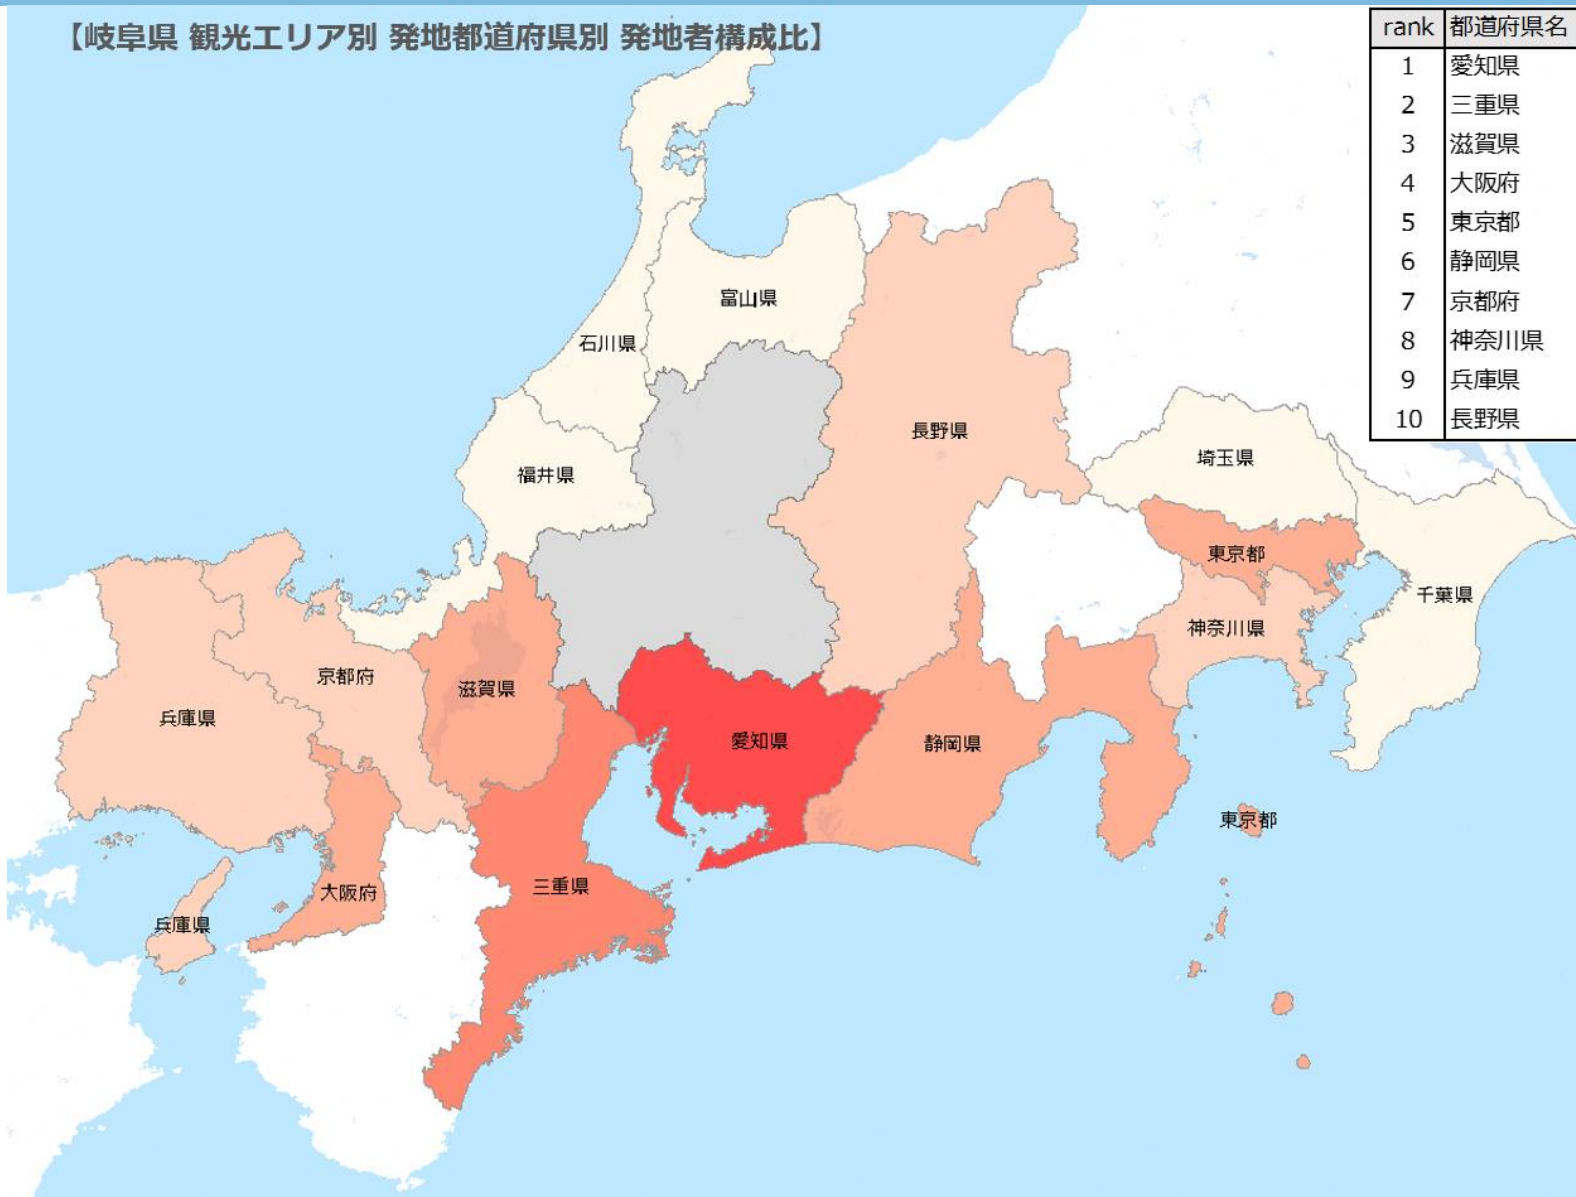 【岐阜県 観光エリア別 発地都道府県別 発地者構成比】
rank 都道府県名
1 愛知県
2 三重県
3 滋賀県
4 大阪府
5 東京都
6 静岡県
7 京都府
8 神奈川県
9 兵庫県
10 長野県
富山県
石川県
長野県
福井県
埼玉県
東京都
千葉県
神奈川県
京都府
滋賀県
兵庫県
愛知県
静岡県
東京都
三重県
大阪府
兵庫県